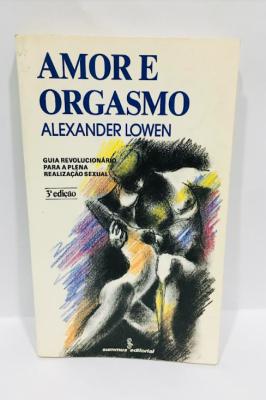 AMOR E
ORGASMO
ALEXANDER LOWEN
GUIA REVOLUCIONÁRIO
PARA A PLENA
REALIZAÇÃO SEXUAL
3ª edição
summus editorial